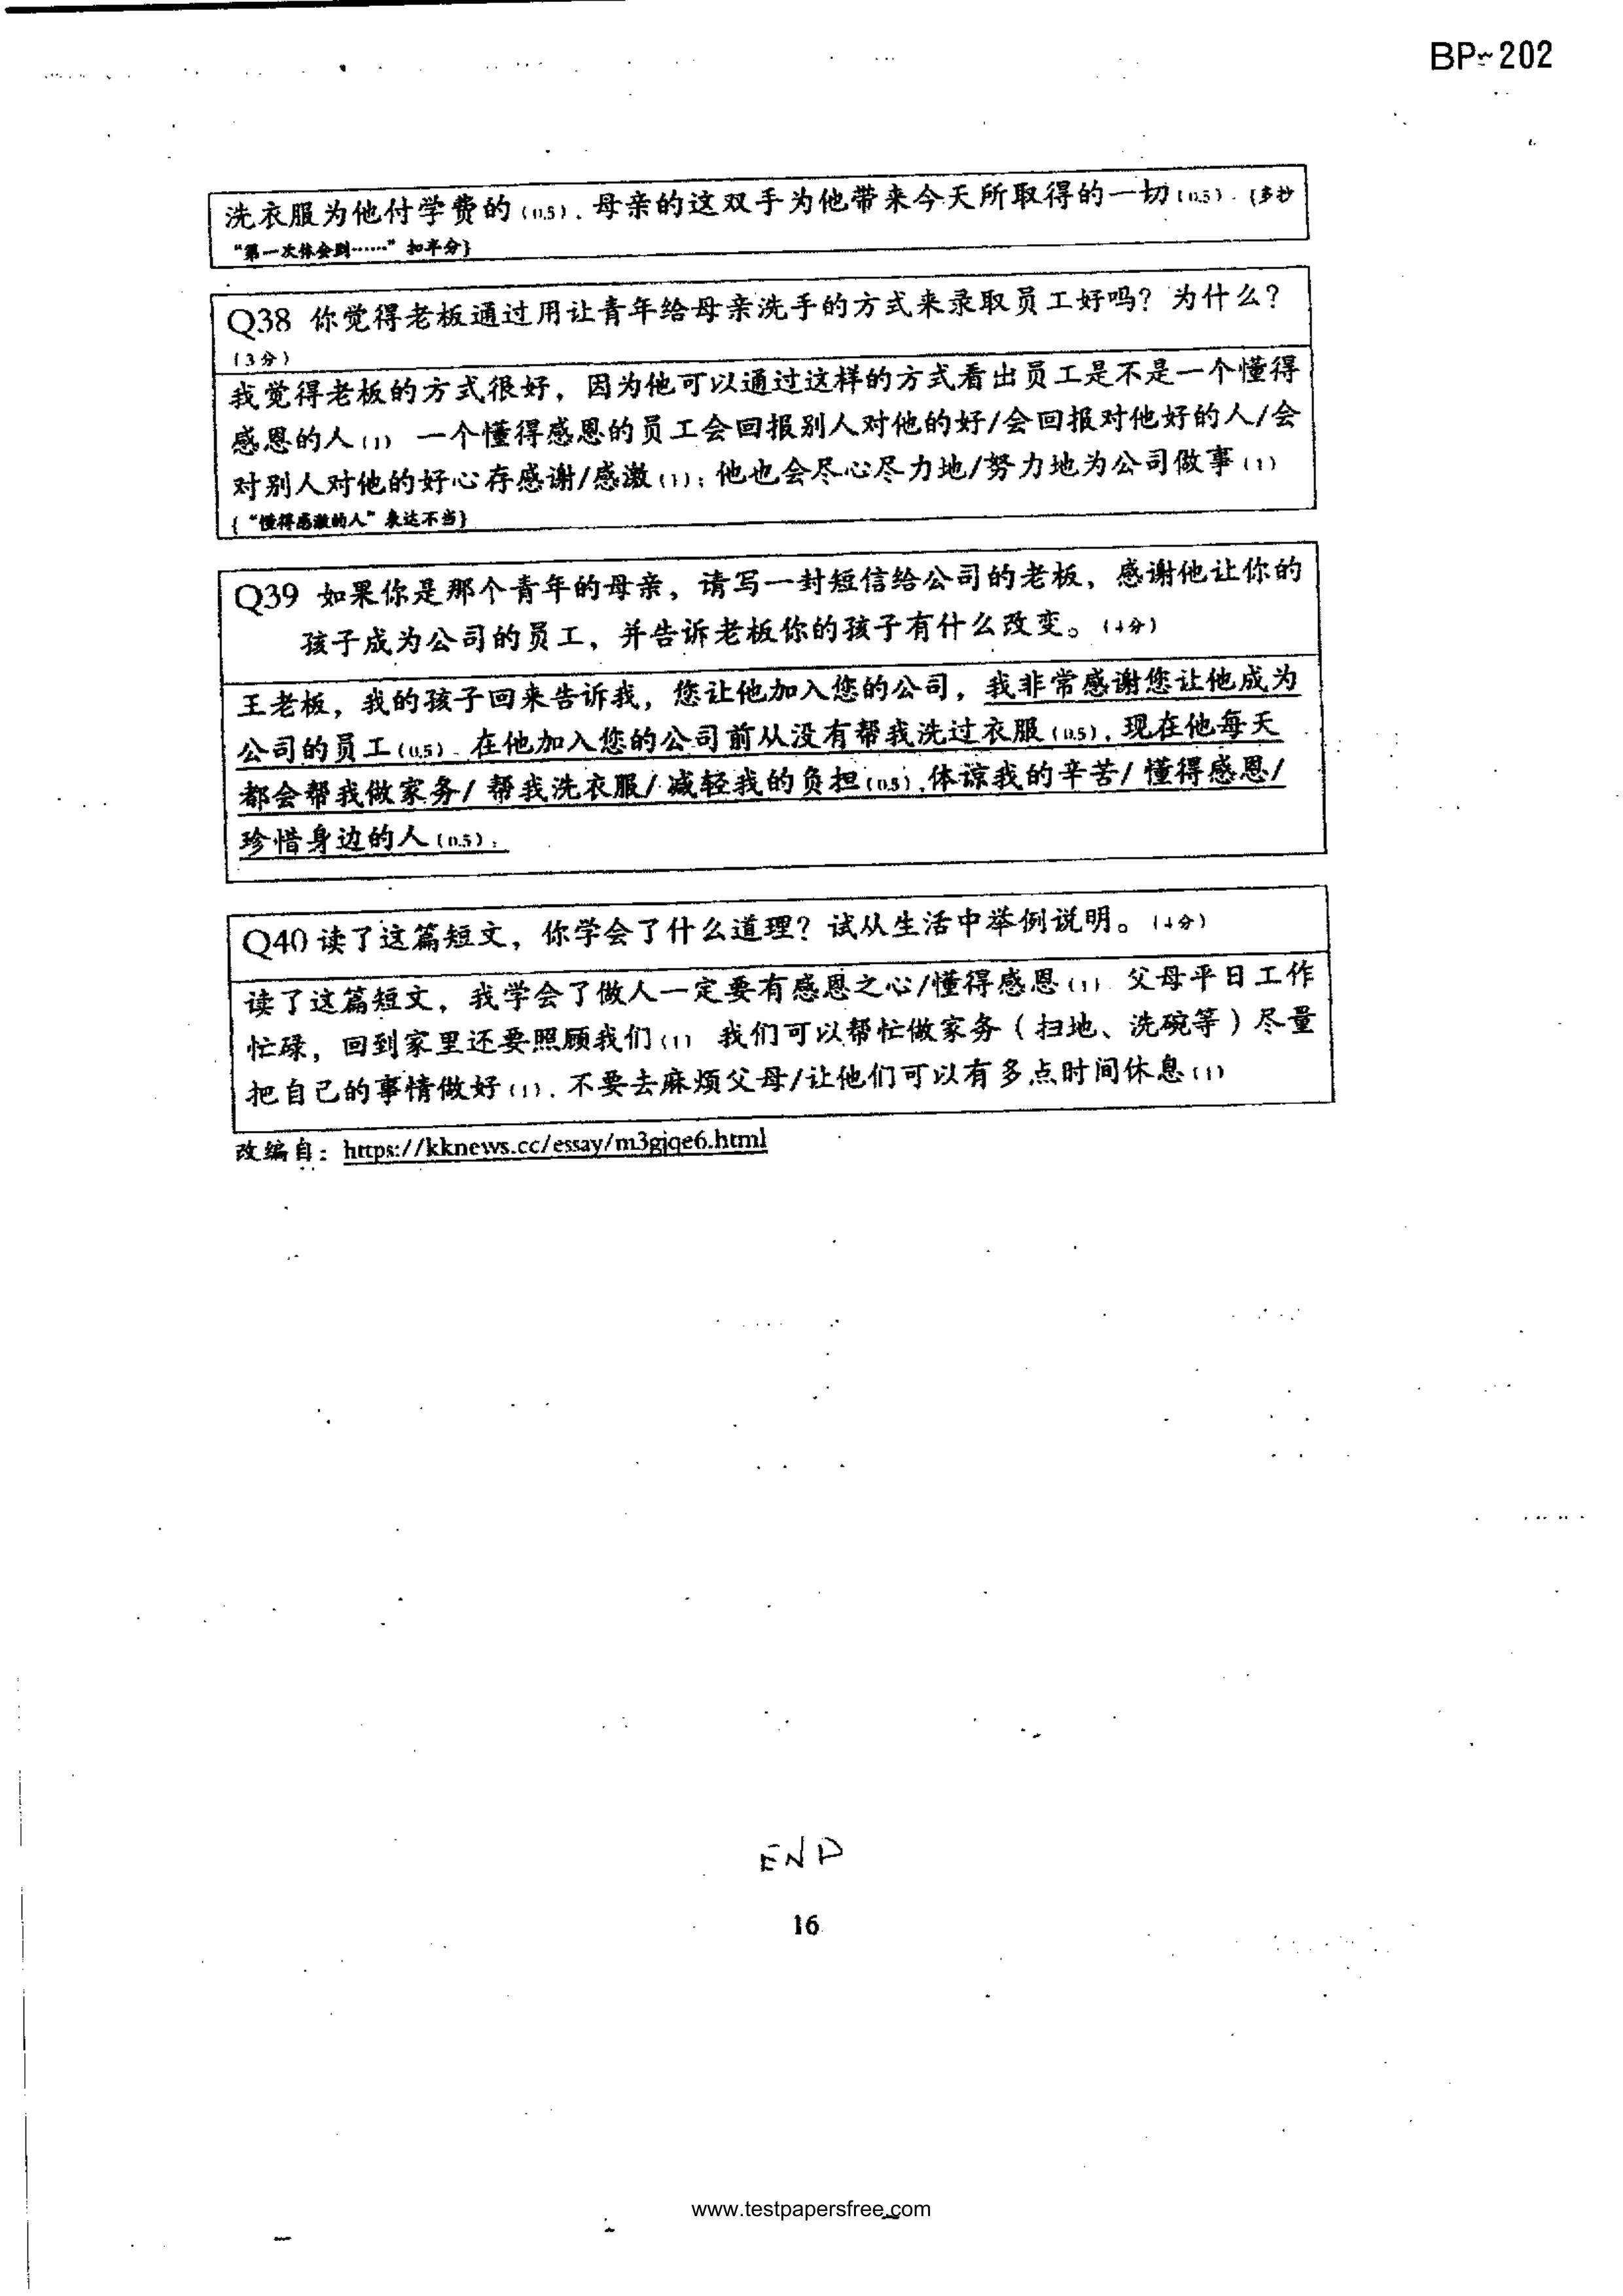 BP~202
洗衣服为他付学费的(0.5)。母亲的这双手为他带来今天所取得的一切(0.5)。{多抄
“第一次体会到……”扣半分}
Q38 你觉得老板通过用让青年给母亲洗手的方式来录取员工好吗？为什么？
(3分)
我觉得老板的方式很好，因为他可以通过这样的方式看出员工是不是一个懂得
感恩的人(1) 一个懂得感恩的员工会回报别人对他的好/会回报对他好的人/会
对别人对他的好心存感谢/感激(1)；他也会尽心尽力地/努力地为公司做事(1)
{“懂得感激的人”表达不当}
Q39 如果你是那个青年的母亲，请写一封短信给公司的老板，感谢他让你的
孩子成为公司的员工，并告诉老板你的孩子有什么改变。(4分)
王老板，我的孩子回来告诉我，您让他加入您的公司，我非常感谢您让他成为
公司的员工(0.5)。在他加入您的公司前从没有帮我洗过衣服(0.5)，现在他每天
都会帮我做家务/帮我洗衣服/减轻我的负担(0.5)，体谅我的辛苦/懂得感恩/
珍惜身边的人(0.5)；
Q40 读了这篇短文，你学会了什么道理？试从生活中举例说明。(4分)
读了这篇短文，我学会了做人一定要有感恩之心/懂得感恩(1) 父母平日工作
忙碌，回到家里还要照顾我们(1) 我们可以帮忙做家务（扫地、洗碗等）尽量
把自己的事情做好(1)，不要去麻烦父母/让他们可以有多点时间休息(1)
改编自：https://kknews.cc/essay/m3gjqe6.html
END
16
www.testpapersfree.com